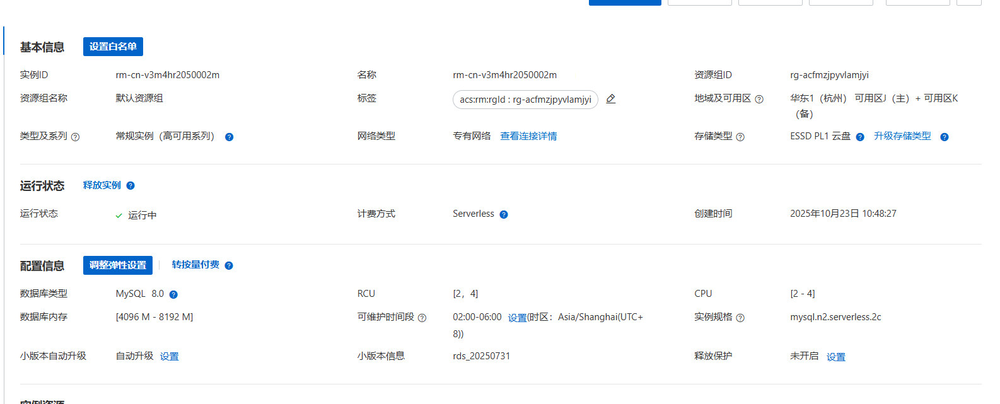 基本信息 设置白名单
实例ID rm-cn-v3m4hr2050002m 名称 rm-cn-v3m4hr2050002m 资源组ID rg-acfmzjpyvlamjyi
资源组名称 默认资源组 标签 acs:rm:rgId : rg-acfmzjpyvlamjyi 地域及可用区 华东1（杭州） 可用区J（主）+ 可用区K
（备）
类型及系列 常规实例（高可用系列） 网络类型 专有网络 查看连接详情 存储类型 ESSD PL1 云盘 升级存储类型
运行状态 释放实例
运行状态 运行中 计费方式 Serverless 创建时间 2025年10月23日 10:48:27
配置信息 调整弹性设置 转按量付费
数据库类型 MySQL 8.0 RCU [2，4] CPU [2 - 4]
数据库内存 [4096 M - 8192 M] 可维护时间段 02:00-06:00 设置(时区：Asia/Shanghai(UTC+ 实例规格 mysql.n2.serverless.2c
8))
小版本自动升级 自动升级 设置 小版本信息 rds_20250731 释放保护 未开启 设置
实例资源